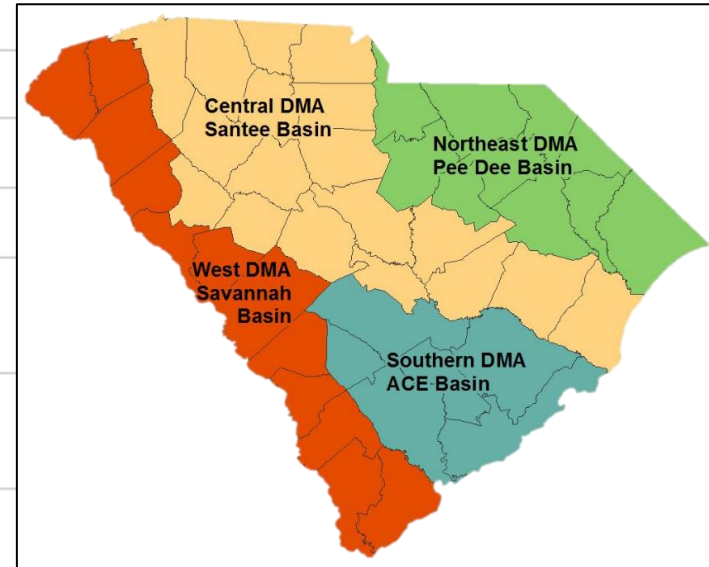 Central DMA
Santee Basin
Northeast DMA
Pee Dee Basin
West DMA
Savannah
Basin
Southern DMA
ACE Basin